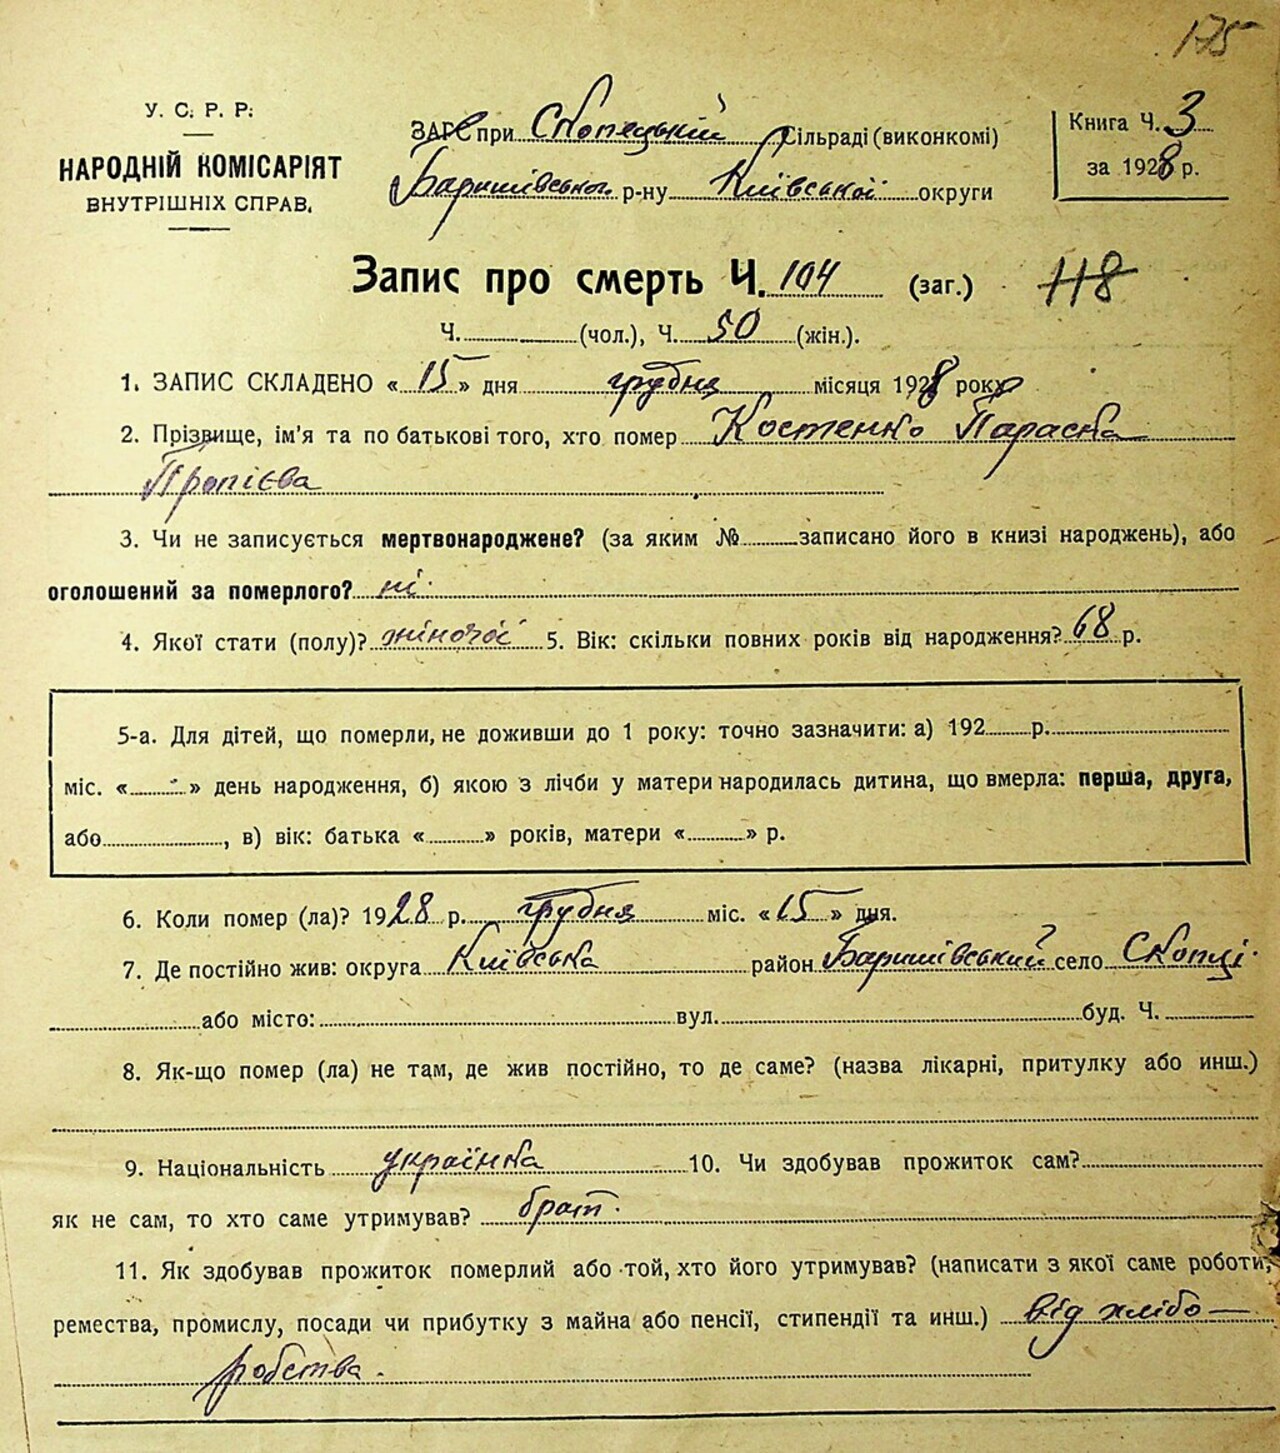 175
У. С. Р. Р.
НАРОДНІЙ КОМІСАРІЯТ
ВНУТРІШНІХ СПРАВ.
ЗАГС при Скопецькій Сільраді (виконкомі)
Баришівського р-ну Київської округи
Книга Ч. 3
за 1928 р.
Запис про смерть Ч. 104 (заг.) 118
Ч. (чол.), Ч. 50 (жін.).
1. ЗАПИС СКЛАДЕНО « 15 » дня грудня місяця 1928 року
2. Прізвище, ім'я та по батькові того, хто помер Костенко Параска
Пропієва
3. Чи не записується мертвонароджене? (за яким № записано його в книзі народжень), або
оголошений за померлого? ні
4. Якої стати (полу)? жіночої 5. Вік: скільки повних років від народження? 68 р.
5-а. Для дітей, що померли, не доживши до 1 року: точно зазначити: а) 192 р.
міс. « » день народження, б) якою з лічби у матери народилась дитина, що вмерла: перша, друга,
або , в) вік: батька « » років, матери « » р.
6. Коли помер (ла)? 1928 р. грудня міс. « 15 » дня.
7. Де постійно жив: округа Київська район Баришівський село Скопці
або місто: вул. буд. Ч.
8. Як-що помер (ла) не там, де жив постійно, то де саме? (назва лікарні, притулку або инш.)
9. Національність українка 10. Чи здобував прожиток сам?
як не сам, то хто саме утримував? брат.
11. Як здобував прожиток померлий або той, хто його утримував? (написати з якої саме роботи,
ремества, промислу, посади чи прибутку з майна або пенсії, стипендії та инш.) від хлібо-
робства.